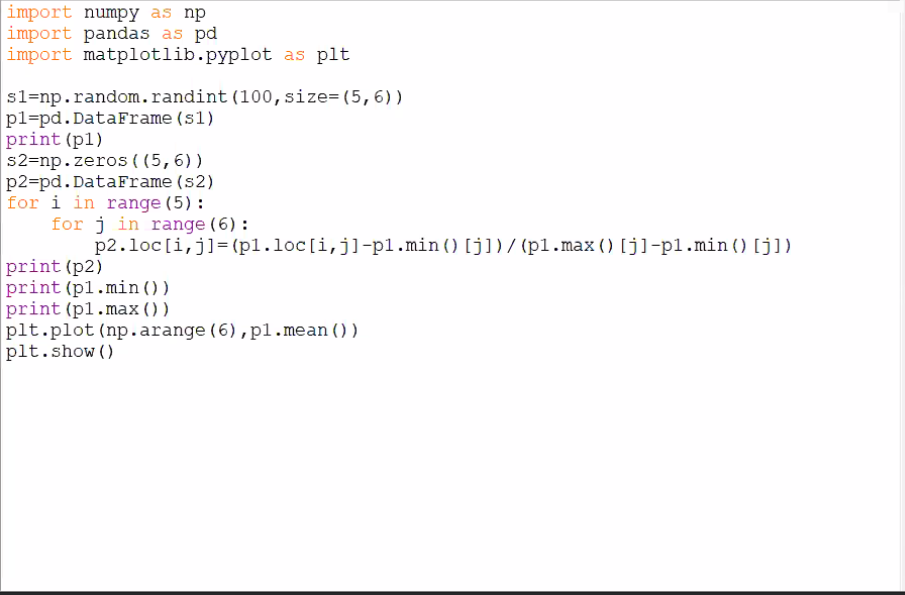 import numpy as np
import pandas as pd
import matplotlib.pyplot as plt

s1=np.random.randint(100,size=(5,6))
p1=pd.DataFrame(s1)
print(p1)
s2=np.zeros((5,6))
p2=pd.DataFrame(s2)
for i in range(5):
    for j in range(6):
        p2.loc[i,j]=(p1.loc[i,j]-p1.min()[j])/(p1.max()[j]-p1.min()[j])
print(p2)
print(p1.min())
print(p1.max())
plt.plot(np.arange(6),p1.mean())
plt.show()